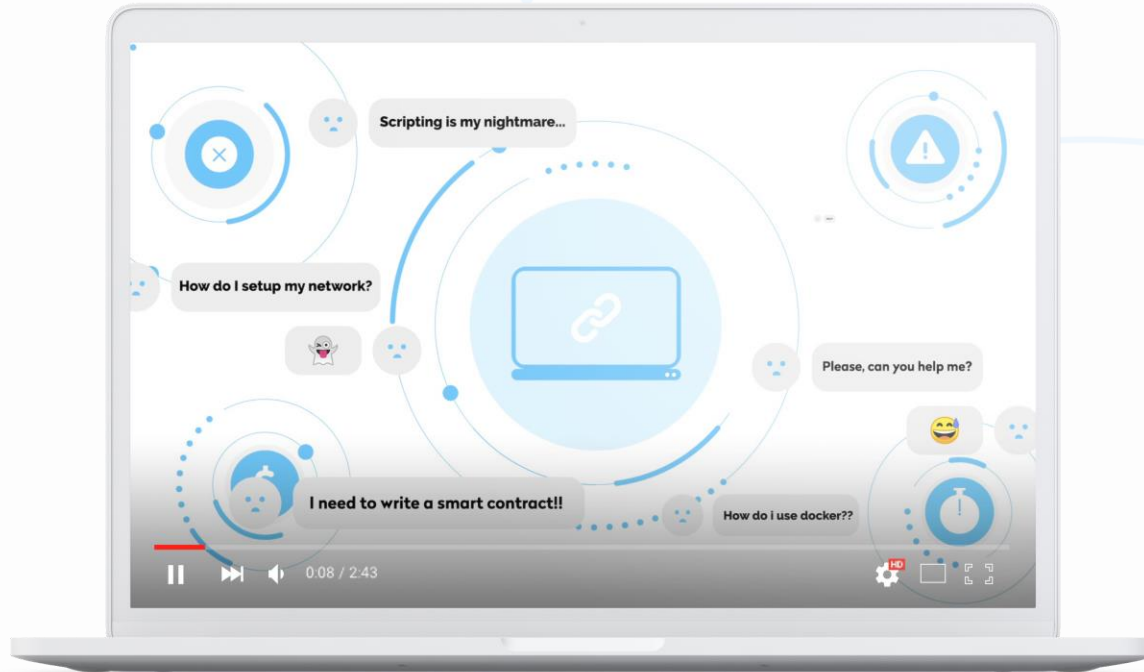 Scripting is my nightmare...
How do I setup my network?
Please, can you help me?
I need to write a smart contract!!
How do i use docker??
0:08 / 2:43
HD